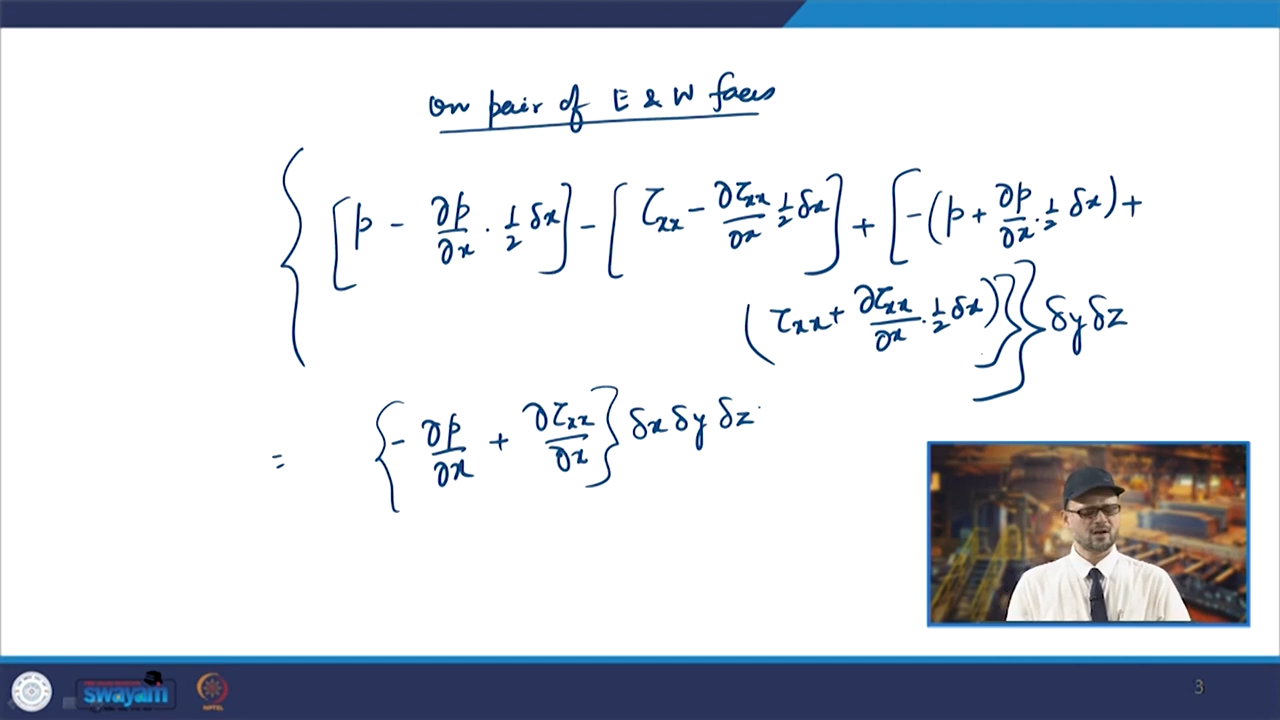 On pair of E & W faces
{ [p - ∂p/∂x · 1/2 δx] - [τxx - ∂τxx/∂x 1/2 δx] + [-(p + ∂p/∂x · 1/2 δx) +
(τxx + ∂τxx/∂x · 1/2 δx)}} δy δz
= {- ∂p/∂x + ∂τxx/∂x} δx δy δz
swayam
NPTEL
3